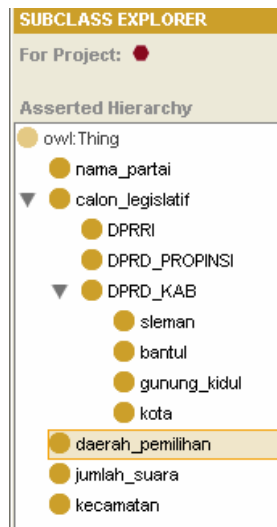 SUBCLASS EXPLORER
For Project:
Asserted Hierarchy
owl:Thing
nama_partai
calon_legislatif
DPRRI
DPRD_PROPINSI
DPRD_KAB
sleman
bantul
gunung_kidul
kota
daerah_pemilihan
jumlah_suara
kecamatan